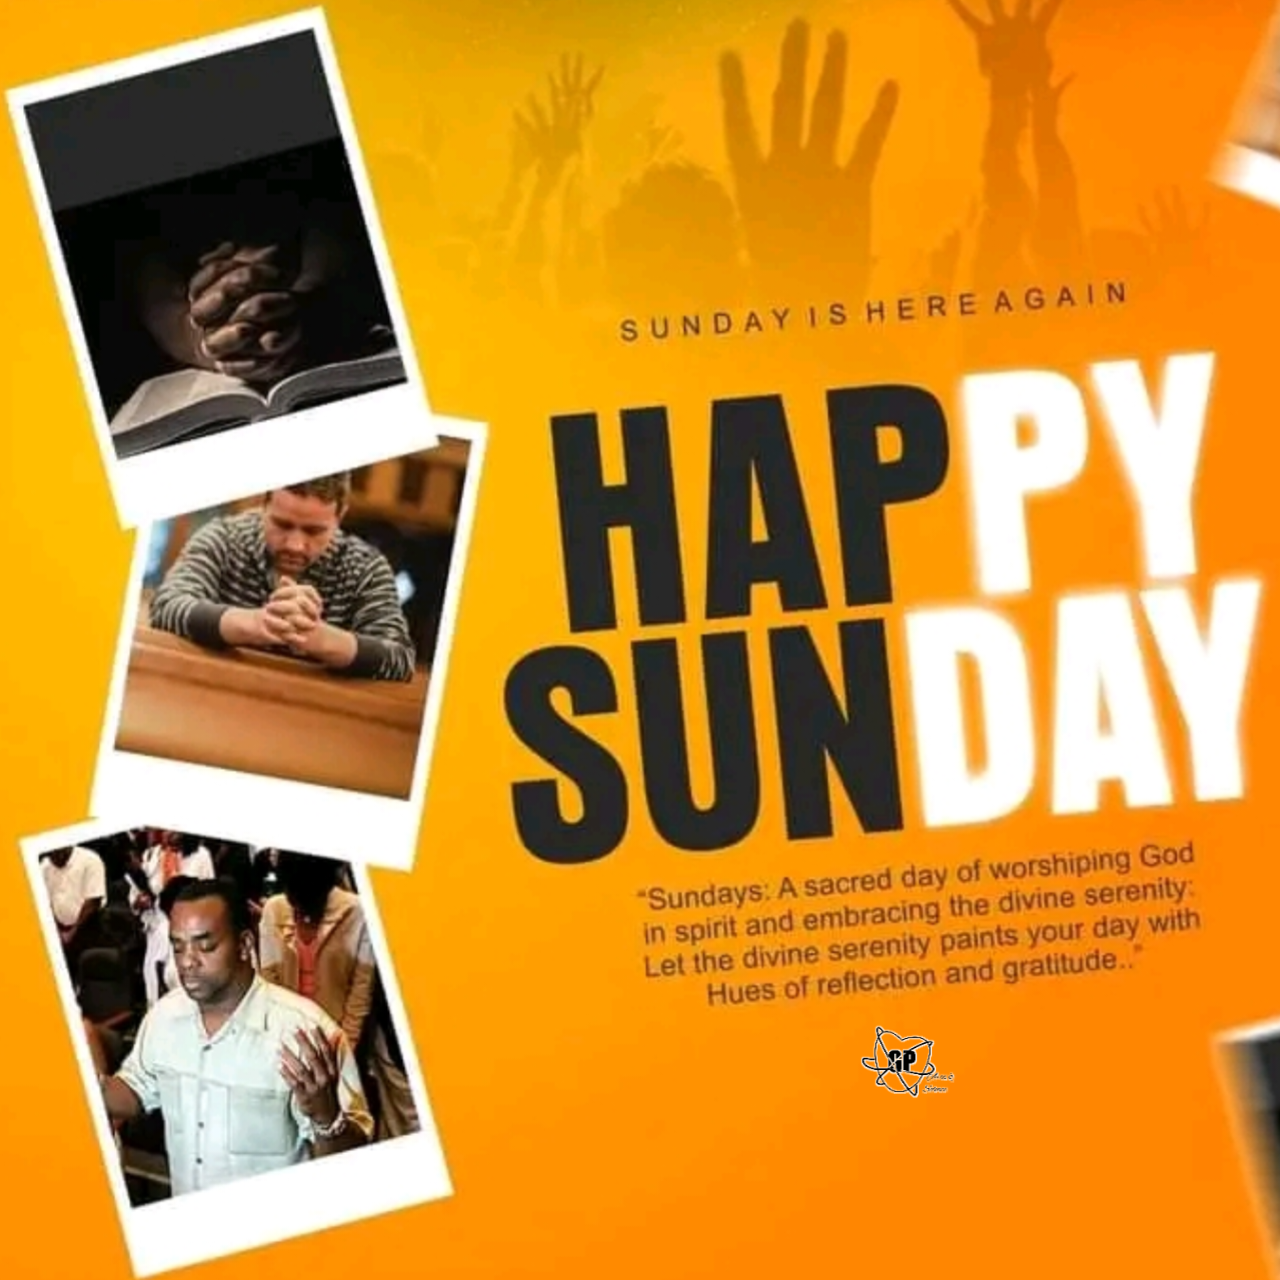 SUNDAY IS HERE AGAIN
HAPPY
SUNDAY
“Sundays: A sacred day of worshiping God
in spirit and embracing the divine serenity:
Let the divine serenity paints your day with
Hues of reflection and gratitude..”
GP